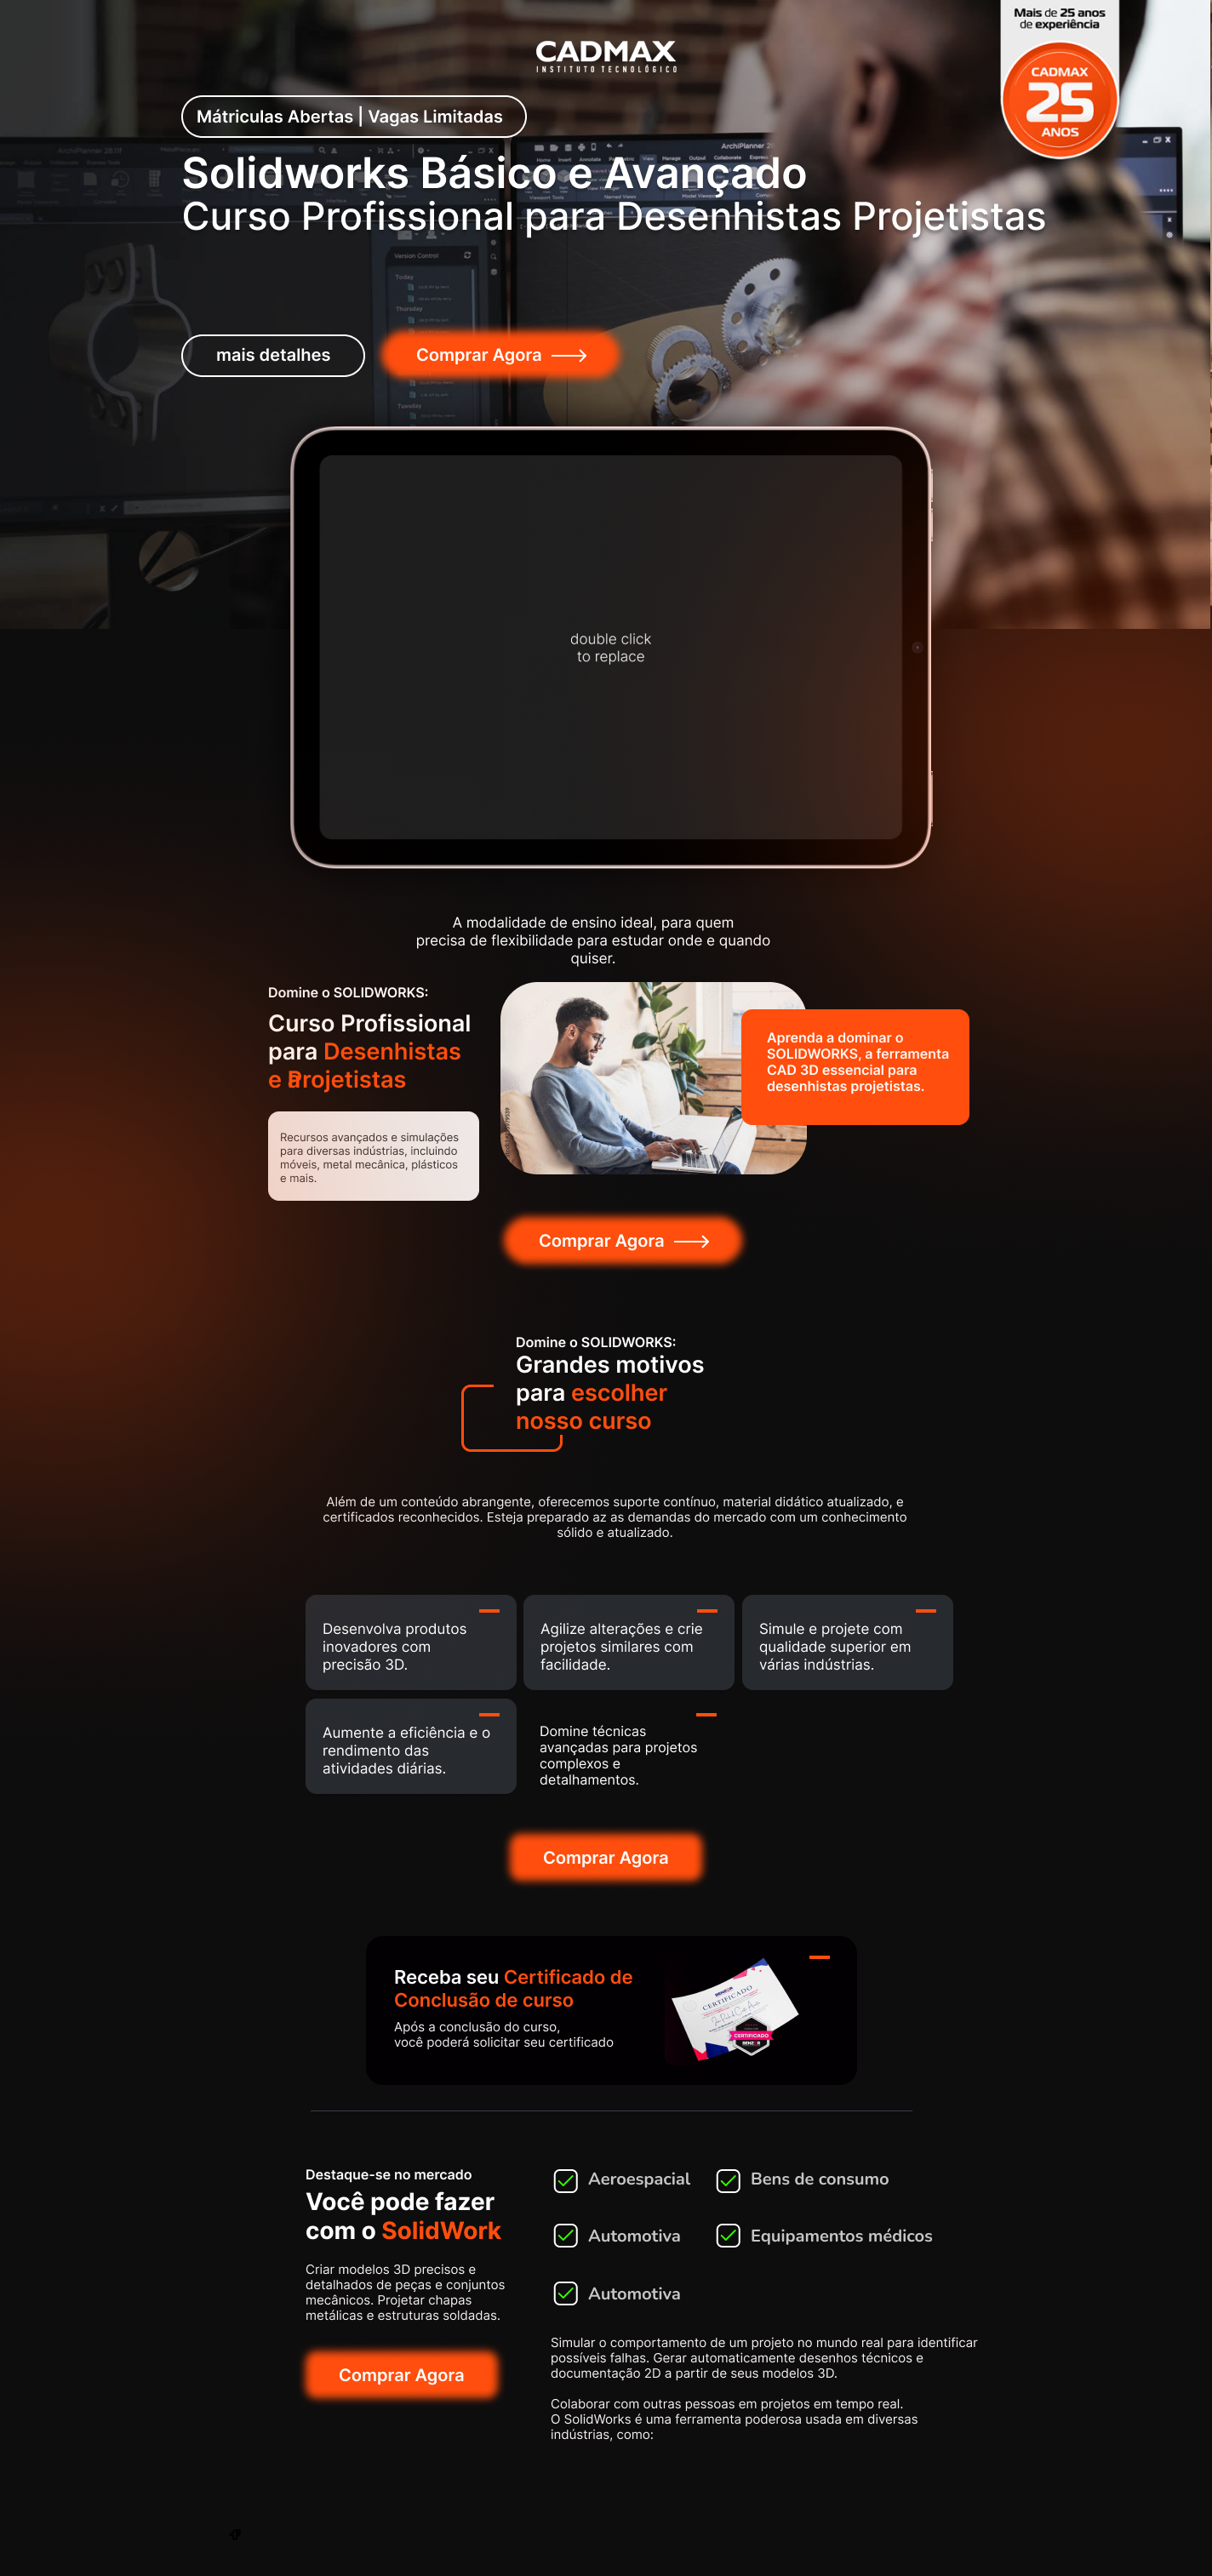 Mais de 25 anos
de experiência
CADMAX
INSTITUTO TECNOLÓGICO
CADMAX
25
ANOS
Mátriculas Abertas | Vagas Limitadas
Solidworks Básico e Avançado
Curso Profissional para Desenhistas Projetistas
Version Control
Today
Thursday
Tuesday
mais detalhes
Comprar Agora
double click
to replace
A modalidade de ensino ideal, para quem
precisa de flexibilidade para estudar onde e quando
quiser.
Domine o SOLIDWORKS:
Curso Profissional
para Desenhistas
e Projetistas
Recursos avançados e simulações
para diversas indústrias, incluindo
móveis, metal mecânica, plásticos
e mais.
Aprenda a dominar o
SOLIDWORKS, a ferramenta
CAD 3D essencial para
desenhistas projetistas.
Comprar Agora
Domine o SOLIDWORKS:
Grandes motivos
para escolher
nosso curso
Além de um conteúdo abrangente, oferecemos suporte contínuo, material didático atualizado, e
certificados reconhecidos. Esteja preparado az as demandas do mercado com um conhecimento
sólido e atualizado.
Desenvolva produtos
inovadores com
precisão 3D.
Agilize alterações e crie
projetos similares com
facilidade.
Simule e projete com
qualidade superior em
várias indústrias.
Aumente a eficiência e o
rendimento das
atividades diárias.
Domine técnicas
avançadas para projetos
complexos e
detalhamentos.
Comprar Agora
Receba seu Certificado de
Conclusão de curso
Após a conclusão do curso,
você poderá solicitar seu certificado
CERTIFICADO
CERTIFICADO
Destaque-se no mercado
Você pode fazer
com o SolidWork
Criar modelos 3D precisos e
detalhados de peças e conjuntos
mecânicos. Projetar chapas
metálicas e estruturas soldadas.
Comprar Agora
Aeroespacial
Bens de consumo
Automotiva
Equipamentos médicos
Automotiva
Simular o comportamento de um projeto no mundo real para identificar
possíveis falhas. Gerar automaticamente desenhos técnicos e
documentação 2D a partir de seus modelos 3D.
Colaborar com outras pessoas em projetos em tempo real.
O SolidWorks é uma ferramenta poderosa usada em diversas
indústrias, como: